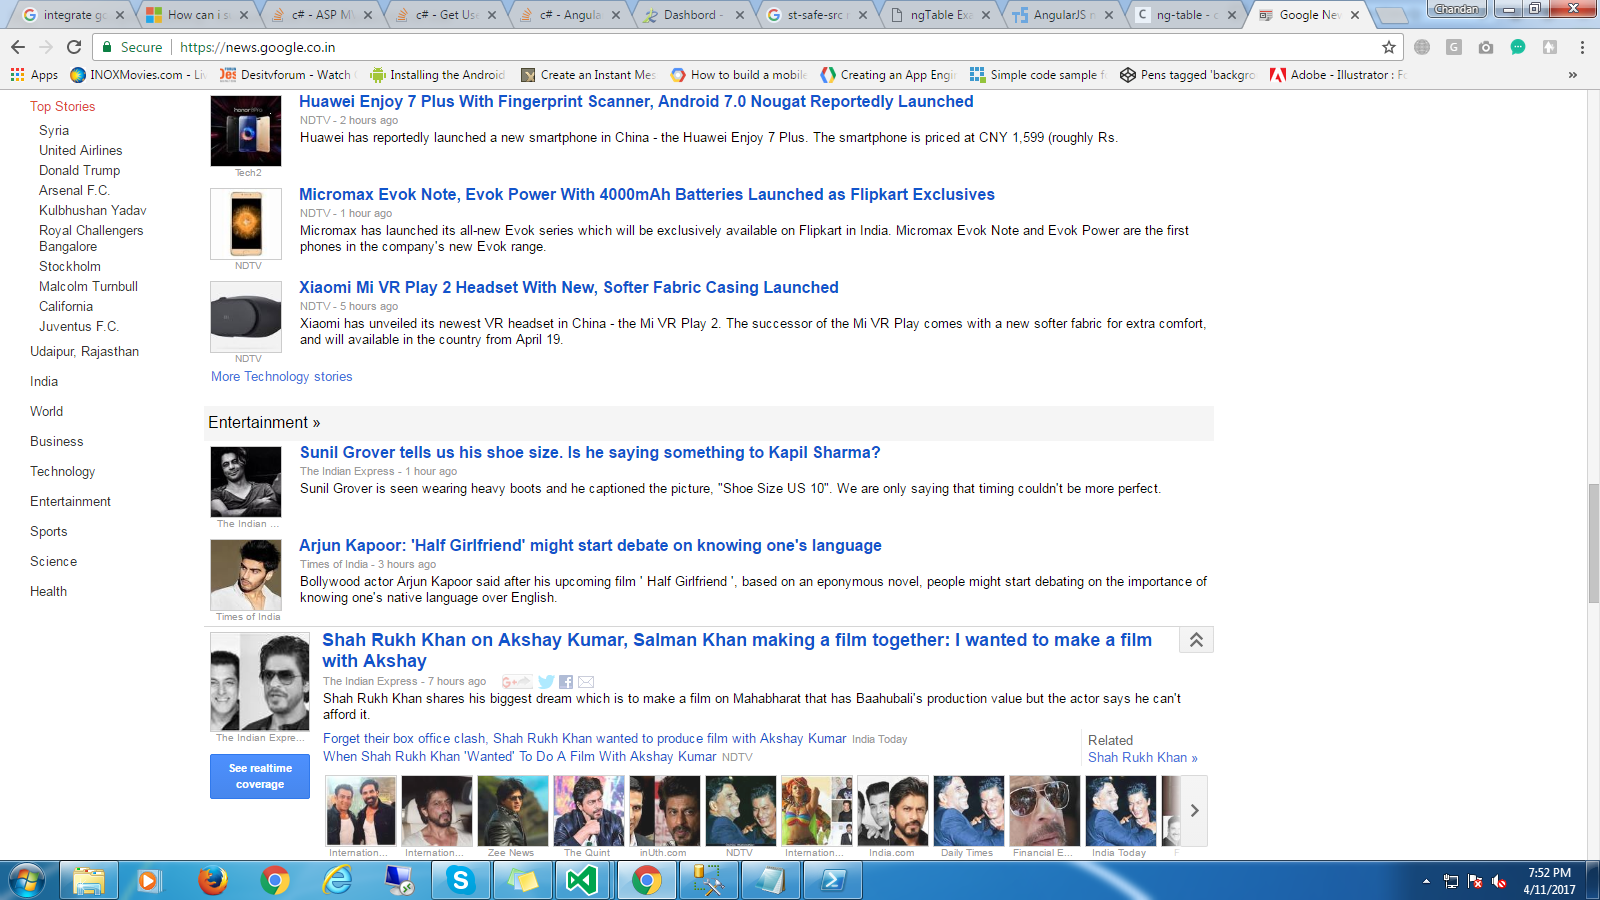 integrate g
How can i s
c# - ASP M
c# - Get Use
c# - Angula
Dashbord -
st-safe-src
ngTable Exa
AngularJS n
ng-table -
Google New
Chandan
Secure
https://news.google.co.in
Apps
INOXMovies.com - Li
Desitvforum - Watch
Installing the Android
Create an Instant Mes
How to build a mobile
Creating an App Engi
Simple code sample f
Pens tagged 'backgro
Adobe - Illustrator : F
»
Top Stories
Syria
United Airlines
Donald Trump
Arsenal F.C.
Kulbhushan Yadav
Royal Challengers
Bangalore
Stockholm
Malcolm Turnbull
California
Juventus F.C.
Udaipur, Rajasthan
India
World
Business
Technology
Entertainment
Sports
Science
Health
Huawei Enjoy 7 Plus With Fingerprint Scanner, Android 7.0 Nougat Reportedly Launched
NDTV - 2 hours ago
Huawei has reportedly launched a new smartphone in China - the Huawei Enjoy 7 Plus. The smartphone is priced at CNY 1,599 (roughly Rs.
honor
Tech2
Micromax Evok Note, Evok Power With 4000mAh Batteries Launched as Flipkart Exclusives
NDTV - 1 hour ago
Micromax has launched its all-new Evok series which will be exclusively available on Flipkart in India. Micromax Evok Note and Evok Power are the first
phones in the company's new Evok range.
NDTV
Xiaomi Mi VR Play 2 Headset With New, Softer Fabric Casing Launched
NDTV - 5 hours ago
Xiaomi has unveiled its newest VR headset in China - the Mi VR Play 2. The successor of the Mi VR Play comes with a new softer fabric for extra comfort,
and will available in the country from April 19.
NDTV
More Technology stories
Entertainment »
Sunil Grover tells us his shoe size. Is he saying something to Kapil Sharma?
The Indian Express - 1 hour ago
Sunil Grover is seen wearing heavy boots and he captioned the picture, "Shoe Size US 10". We are only saying that timing couldn't be more perfect.
The Indian ...
Arjun Kapoor: 'Half Girlfriend' might start debate on knowing one's language
Times of India - 3 hours ago
Bollywood actor Arjun Kapoor said after his upcoming film ' Half Girlfriend ', based on an eponymous novel, people might start debating on the importance of
knowing one's native language over English.
Times of India
Shah Rukh Khan on Akshay Kumar, Salman Khan making a film together: I wanted to make a film
with Akshay
The Indian Express - 7 hours ago
Shah Rukh Khan shares his biggest dream which is to make a film on Mahabharat that has Baahubali's production value but the actor says he can't
afford it.
The Indian Expre...
Forget their box office clash, Shah Rukh Khan wanted to produce film with Akshay Kumar India Today
When Shah Rukh Khan 'Wanted' To Do A Film With Akshay Kumar NDTV
Related
Shah Rukh Khan »
See realtime
coverage
International...
International...
Zee News
The Quint
inUth.com
NDTV
International...
India.com
Daily Times
Financial E...
India Today
F
7:52 PM
4/11/2017